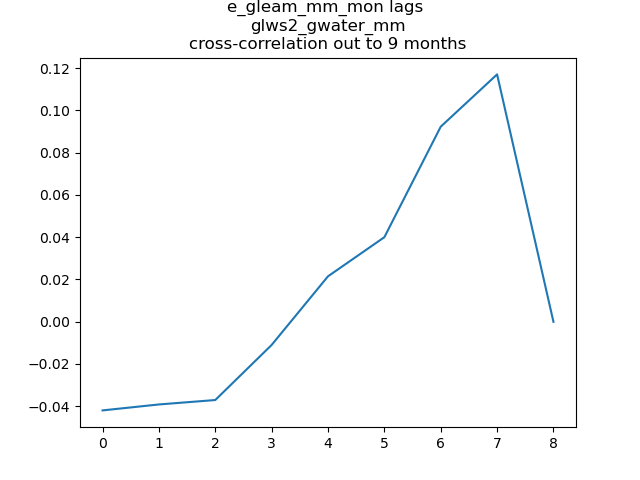 e_gleam_mm_mon lags
glws2_gwater_mm
cross-correlation out to 9 months
0.12
0.10
0.08
0.06
0.04
0.02
0.00
−0.02
−0.04
0 1 2 3 4 5 6 7 8